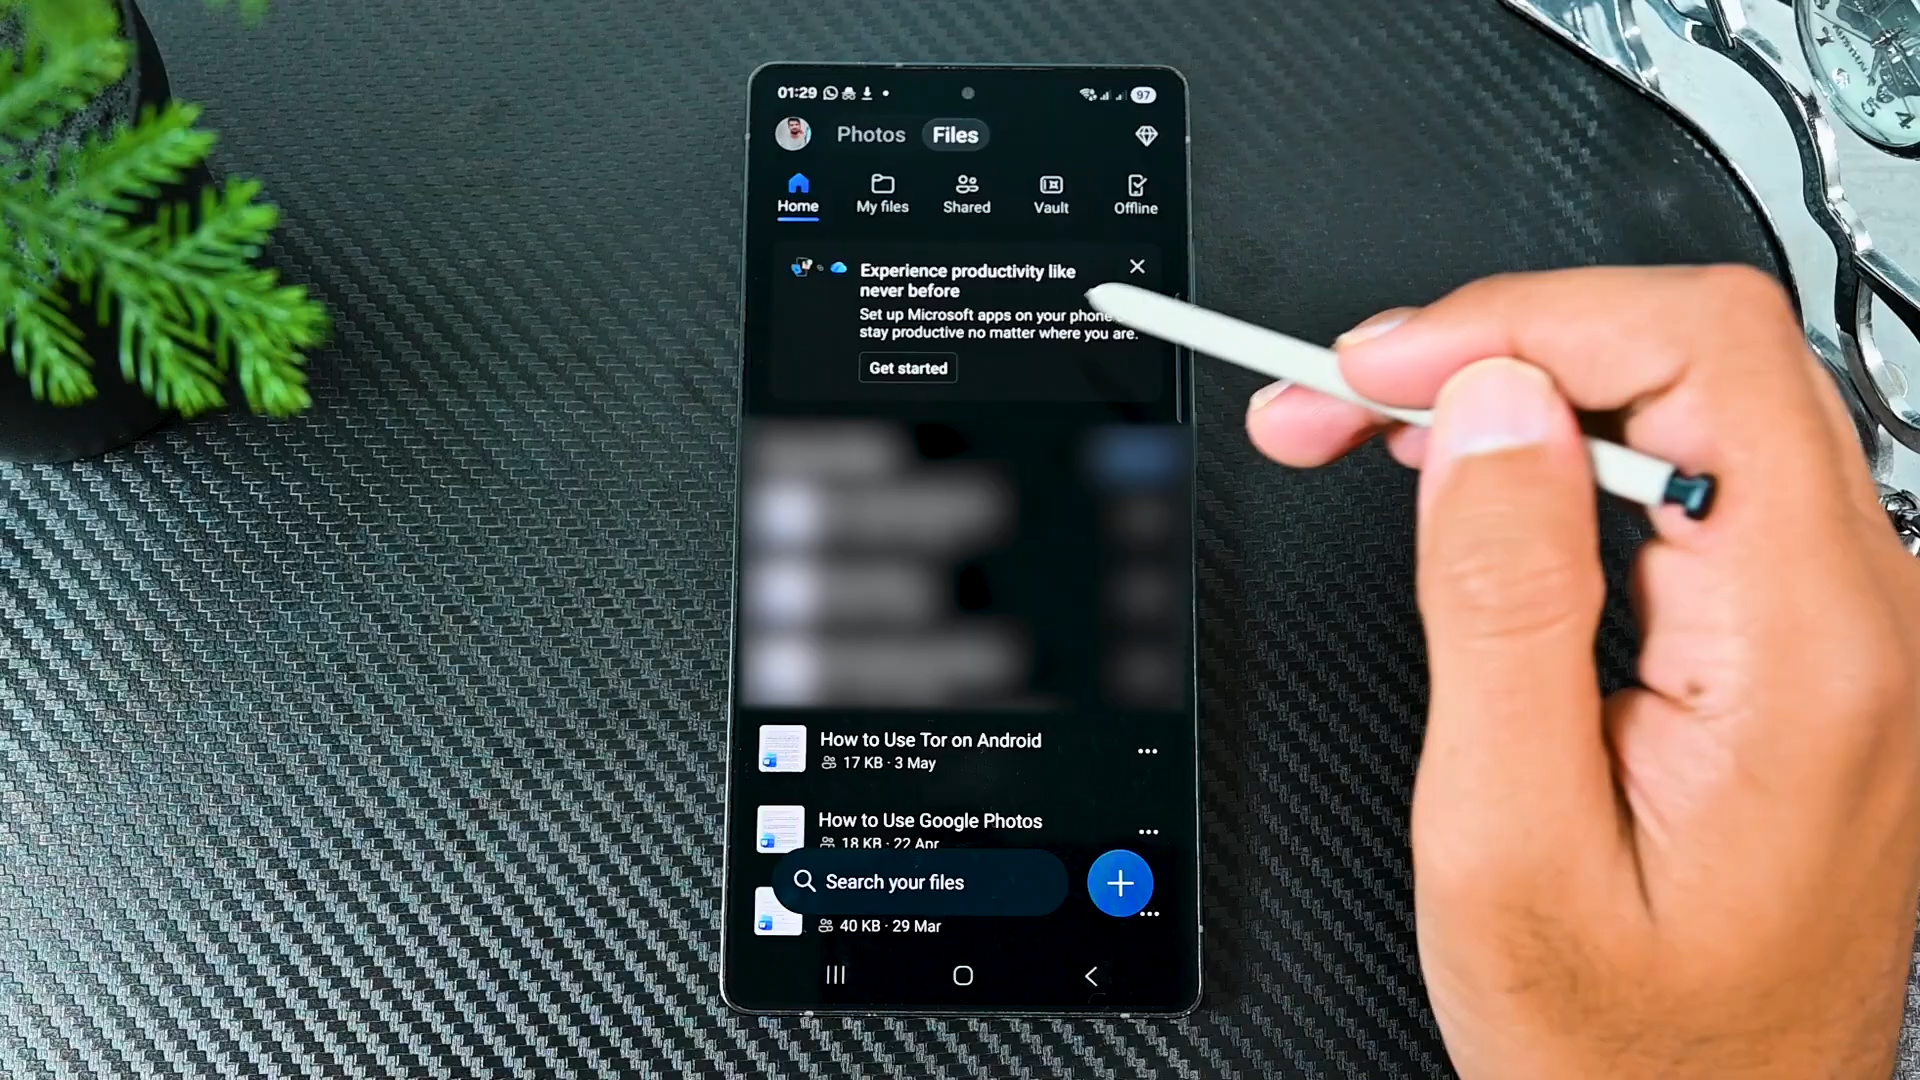 01:29
97
Photos Files
Home My files Shared Vault Offline
Experience productivity like
never before
Set up Microsoft apps on your phone
stay productive no matter where you are.
Get started
How to Use Tor on Android
17 KB · 3 May
How to Use Google Photos
18 KB · 22 Apr
Search your files
40 KB · 29 Mar